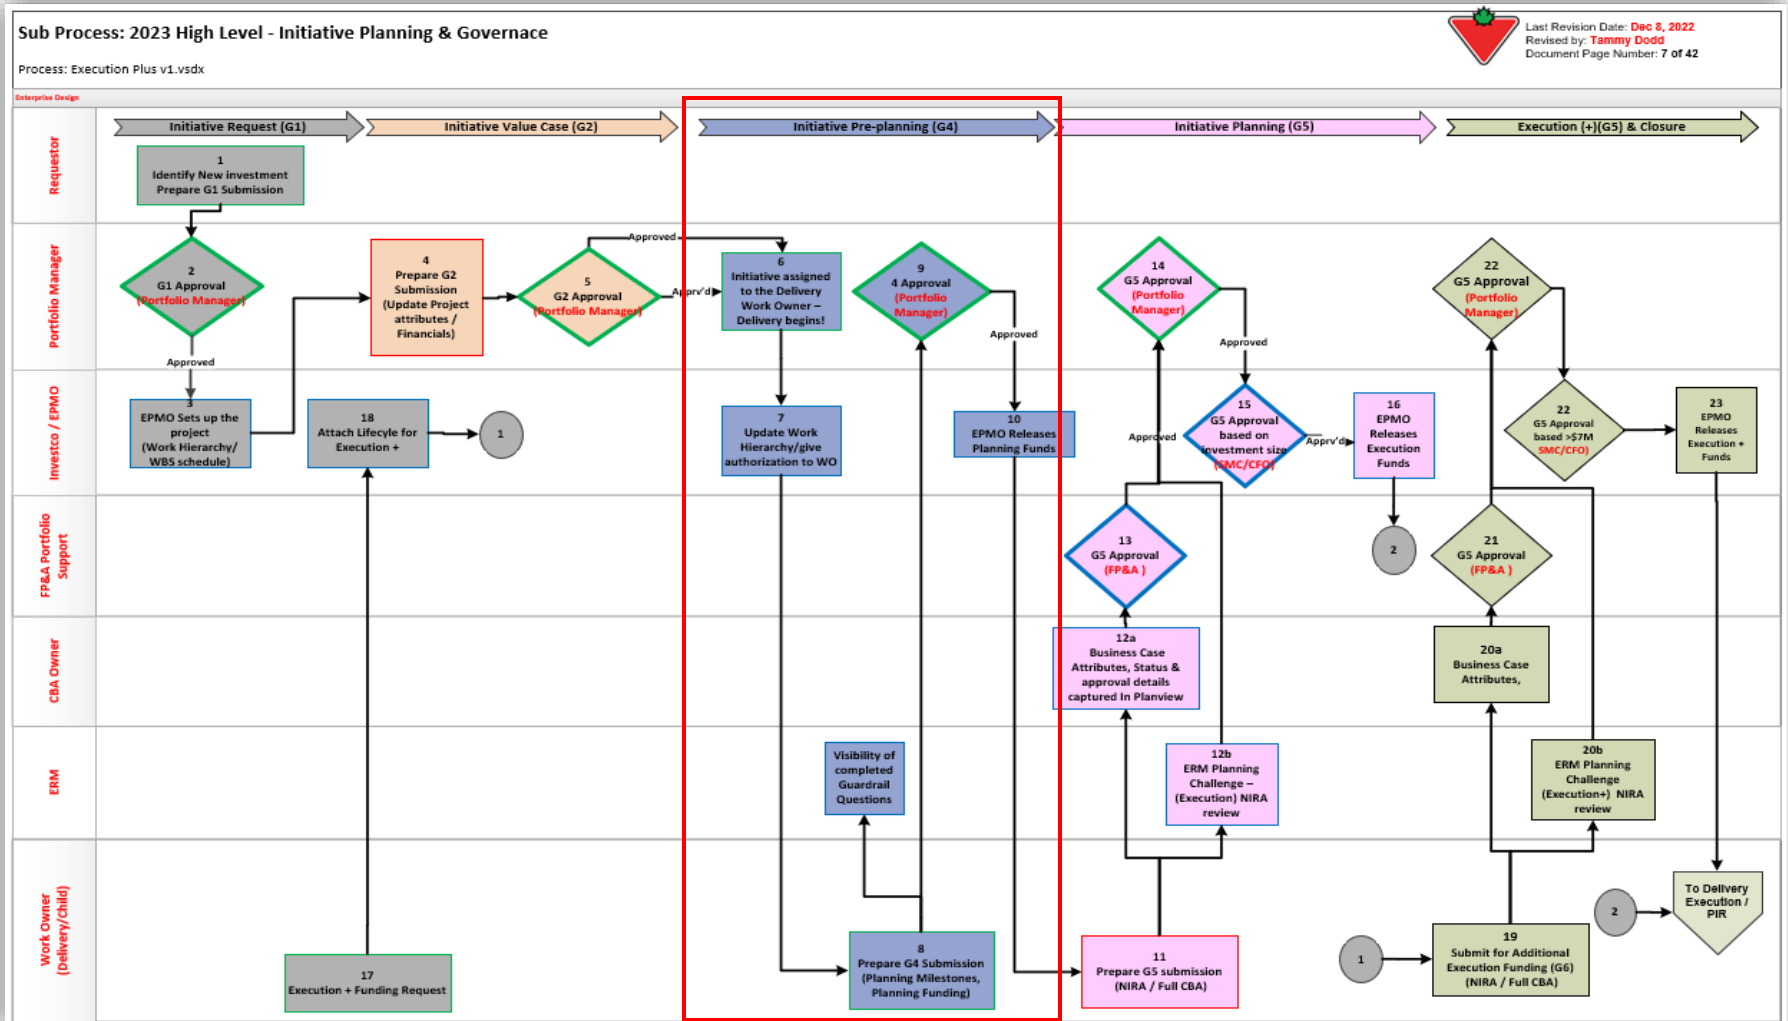 Sub Process: 2023 High Level - Initiative Planning & Governace
Process: Execution Plus v1.vsdx
Last Revision Date: Dec 8, 2022
Revised by: Tammy Dodd
Document Page Number: 7 of 42
Enterprise Design
Initiative Request (G1)
Initiative Value Case (G2)
Initiative Pre-planning (G4)
Initiative Planning (G5)
Execution (+)(G5) & Closure
Requestor
1
Identify New investment
Prepare G1 Submission
Portfolio Manager
2
G1 Approval
(Portfolio Manager)
Approved
4
Prepare G2
Submission
(Update Project
attributes /
Financials)
5
G2 Approval
(Portfolio Manager)
Approved
Apprv'd
6
Initiative assigned
to the Delivery
Work Owner –
Delivery begins!
9
4 Approval
(Portfolio
Manager)
Approved
14
G5 Approval
(Portfolio
Manager)
Approved
22
G5 Approval
(Portfolio
Manager)
Investco / EPMO
3
EPMO Sets up the
project
(Work Hierarchy/
WBS schedule)
18
Attach Lifecyle for
Execution +
1
7
Update Work
Hierarchy/give
authorization to WO
10
EPMO Releases
Planning Funds
Approved
15
G5 Approval
based on
investment size
(SMC/CFO)
Apprv'd
16
EPMO
Releases
Execution
Funds
22
G5 Approval
based >$7M
SMC/CFO)
23
EPMO
Releases
Execution +
Funds
FP&A Portfolio
Support
13
G5 Approval
(FP&A )
2
21
G5 Approval
(FP&A )
CBA Owner
12a
Business Case
Attributes, Status &
approval details
captured In Planview
20a
Business Case
Attributes,
ERM
Visibility of
completed
Guardrail
Questions
12b
ERM Planning
Challenge –
(Execution) NIRA
review
20b
ERM Planning
Challenge
(Execution+) NIRA
review
Work Owner
(Delivery/Child)
17
Execution + Funding Request
8
Prepare G4 Submission
(Planning Milestones,
Planning Funding)
11
Prepare G5 submission
(NIRA / Full CBA)
1
19
Submit for Additional
Execution Funding (G6)
(NIRA / Full CBA)
2
To Delivery
Execution /
PIR